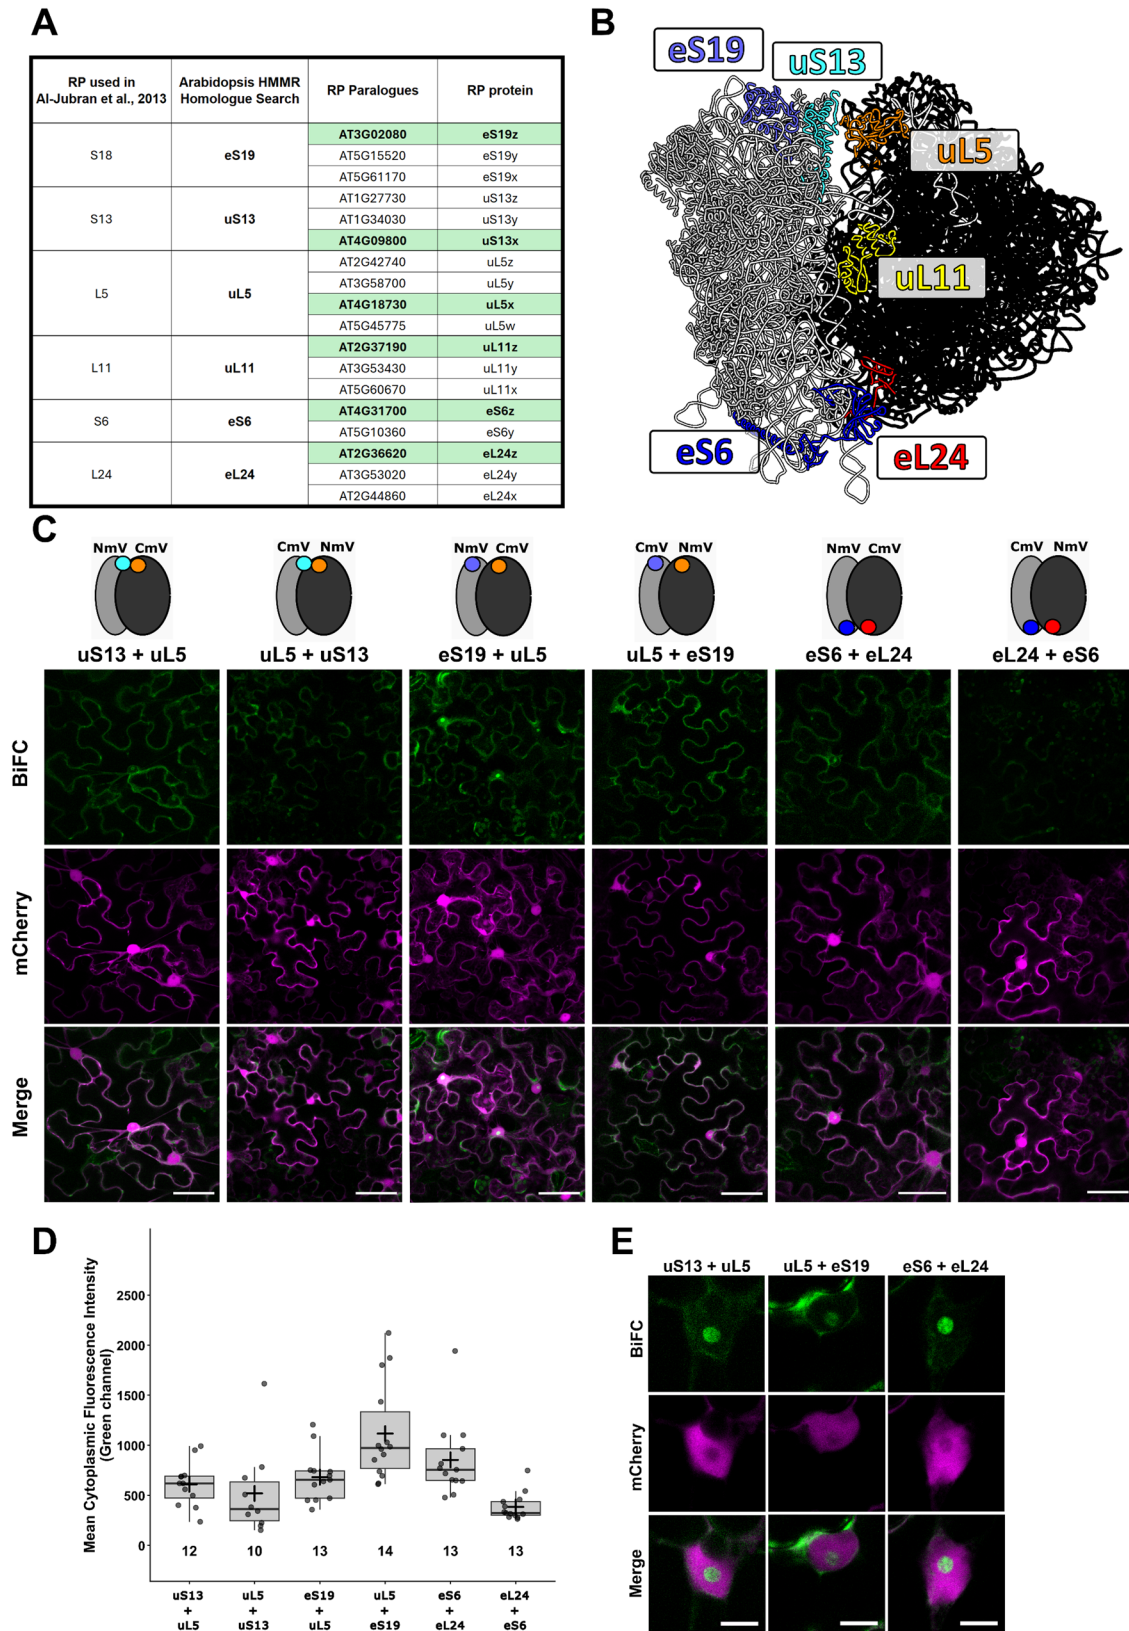 A
RP used in
Al-Jubran et al., 2013
Arabidopsis HMMR
Homologue Search
RP Paralogues
RP protein
S18
eS19
AT3G02080
eS19z
AT5G15520
eS19y
AT5G61170
eS19x
S13
uS13
AT1G27730
uS13z
AT1G34030
uS13y
AT4G09800
uS13x
L5
uL5
AT2G42740
uL5z
AT3G58700
uL5y
AT4G18730
uL5x
AT5G45775
uL5w
L11
uL11
AT2G37190
uL11z
AT3G53430
uL11y
AT5G60670
uL11x
S6
eS6
AT4G31700
eS6z
AT5G10360
eS6y
L24
eL24
AT2G36620
eL24z
AT3G53020
eL24y
AT2G44860
eL24x
B
eS19
uS13
uL5
uL11
eS6
eL24
C
NmV CmV
CmV NmV
NmV CmV
CmV NmV
NmV CmV
CmV NmV
uS13 + uL5
uL5 + uS13
eS19 + uL5
uL5 + eS19
eS6 + eL24
eL24 + eS6
BiFC
mCherry
Merge
D
Mean Cytoplasmic Fluorescence Intensity
(Green channel)
2500
2000
1500
1000
500
0
12
10
13
14
13
13
uS13
+
uL5
uL5
+
uS13
eS19
+
uL5
uL5
+
eS19
eS6
+
eL24
eL24
+
eS6
E
uS13 + uL5
uL5 + eS19
eS6 + eL24
BiFC
mCherry
Merge